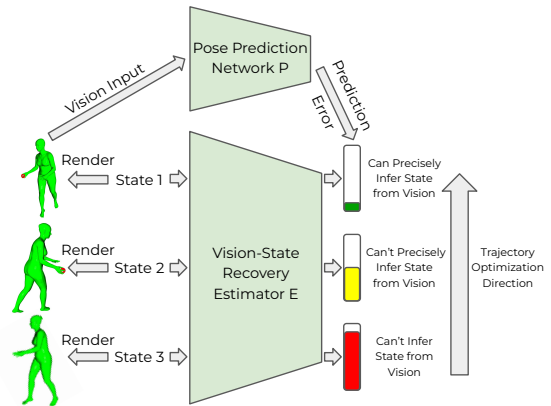 Pose Prediction
Network P
Vision Input
Prediction
Error
Render
State 1
Can Precisely
Infer State
from Vision
Render
State 2
Vision-State
Recovery
Estimator E
Can't Precisely
Infer State
from Vision
Trajectory
Optimization
Direction
Render
State 3
Can't Infer
State from
Vision